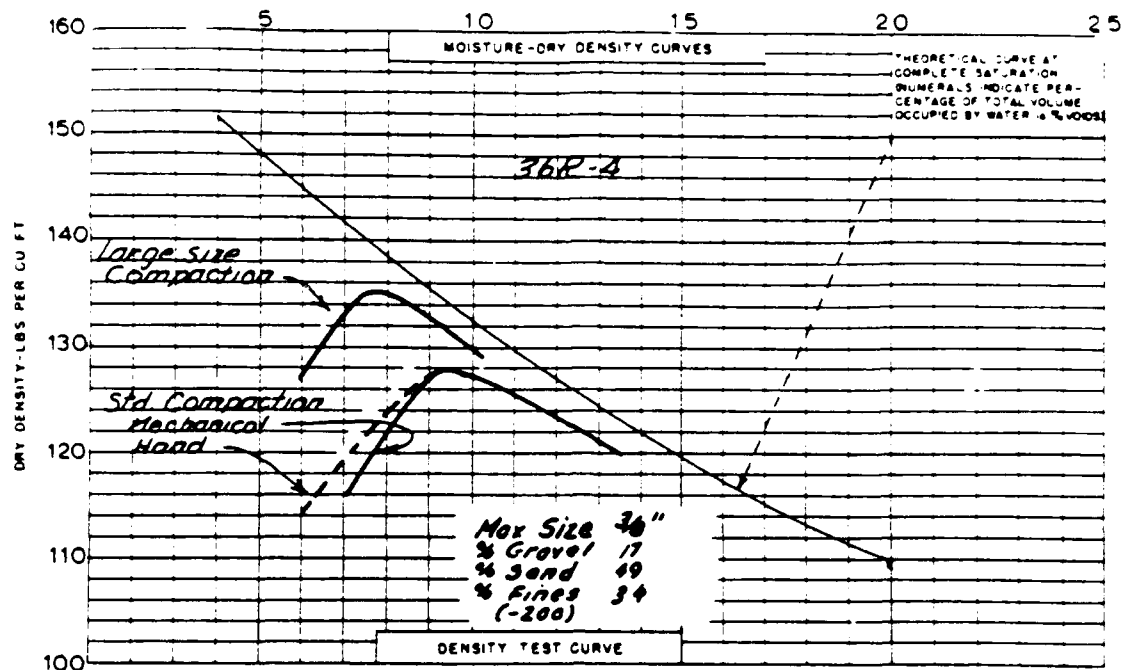 5 10 15 20 25
160
MOISTURE-DRY DENSITY CURVES
THEORETICAL CURVE AT
COMPLETE SATURATION
(NUMERALS INDICATE PER-
CENTAGE OF TOTAL VOLUME
OCCUPIED BY WATER % VOIDS)
150
36R-4
140
Large size
Compaction
DRY DENSITY-LBS PER CU FT
130
Std Compaction
Mechanical
Hand
120
Max Size
% Gravel 17
% Sand 49
% Fines 34
(-200)
110
DENSITY TEST CURVE
100